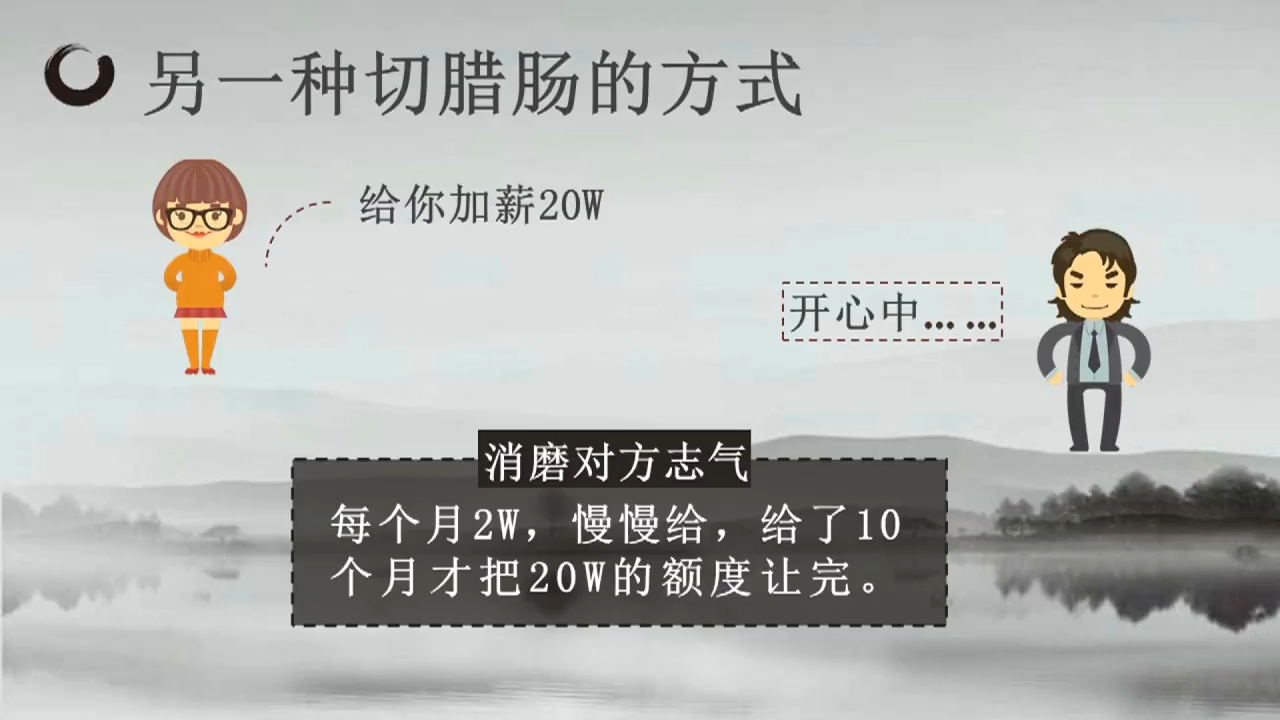 另一种切腊肠的方式
给你加薪20W
开心中……
消磨对方志气
每个月2W，慢慢给，给了10
个月才把20W的额度让完。